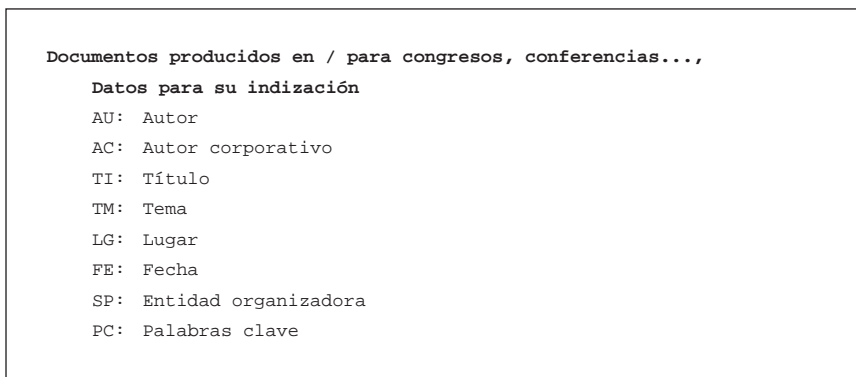 Documentos producidos en / para congresos, conferencias...,
Datos para su indización
AU: Autor
AC: Autor corporativo
TI: Título
TM: Tema
LG: Lugar
FE: Fecha
SP: Entidad organizadora
PC: Palabras clave